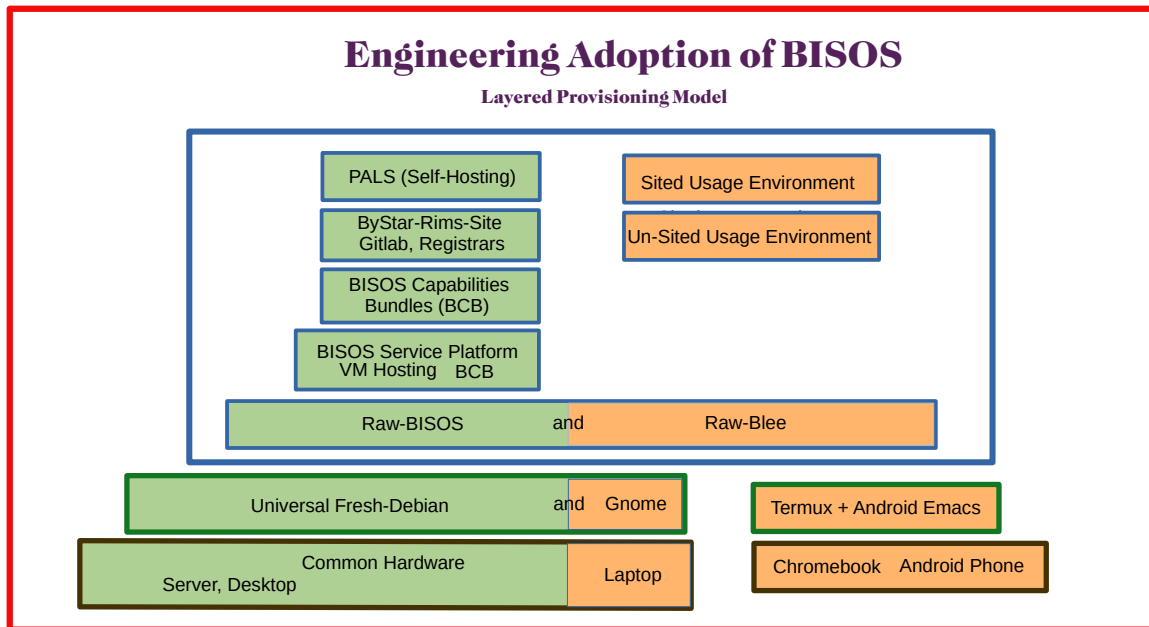 Engineering Adoption of BISOS
Layered Provisioning Model
PALS (Self-Hosting)
Sited Usage Environment
ByStar-Rims-Site
Gitlab, Registrars
Un-Sited Usage Environment
BISOS Capabilities
Bundles (BCB)
BISOS Service Platform
VM Hosting BCB
Raw-BISOS and Raw-Blee
Universal Fresh-Debian and Gnome
Termux + Android Emacs
Common Hardware
Server, Desktop
Laptop
Chromebook Android Phone